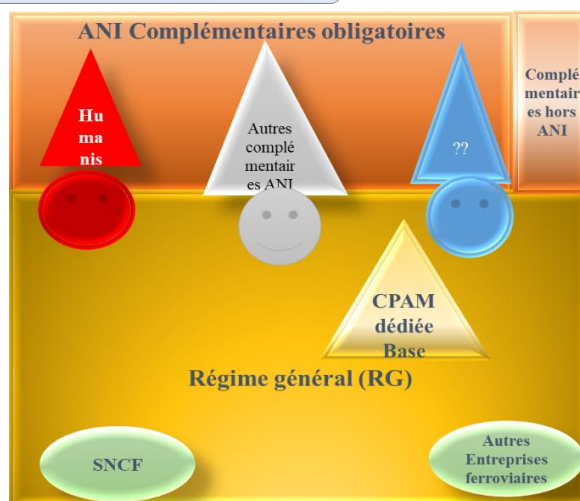 ANI Complémentaires obligatoires
Complé
mentair
es hors
ANI
Hu
ma
nis
Autres
complé
mentair
es ANI
??
CPAM
dédiée
Base
Régime général (RG)
SNCF
Autres
Entreprises
ferroviaires